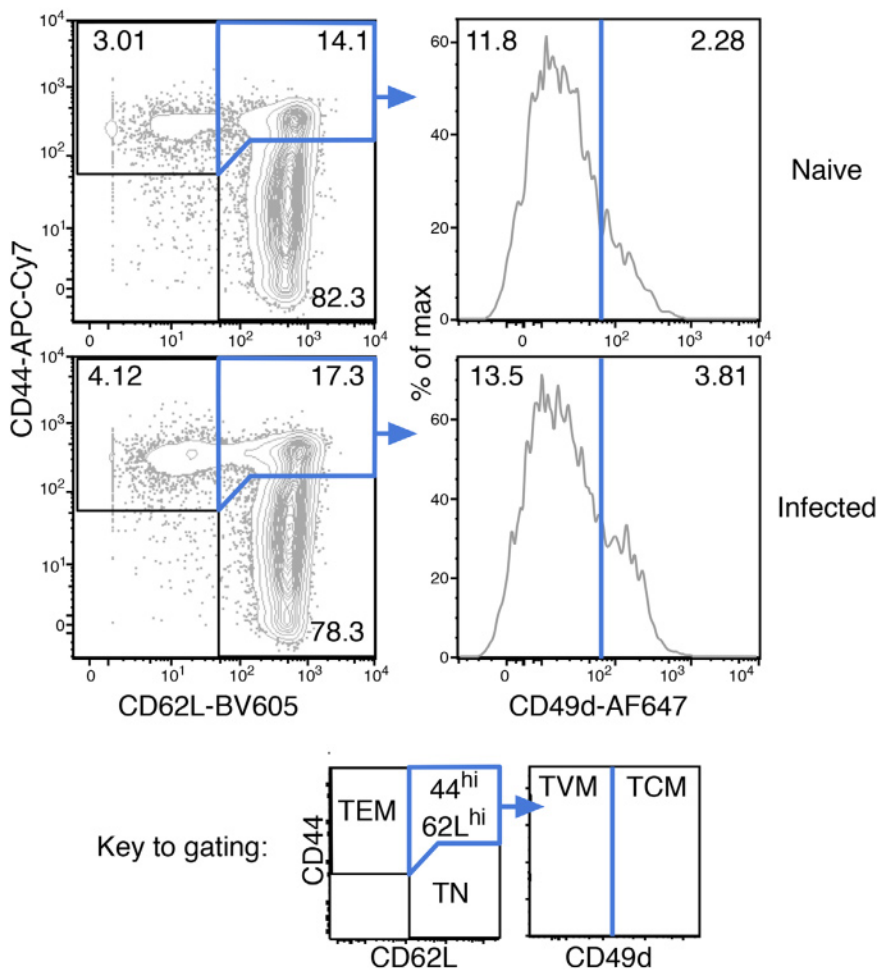 10⁴
10³
10²
10¹
0
3.01
14.1
82.3
0
10¹
10²
10³
10⁴
60
40
20
0
11.8
2.28
0
10²
10³
10⁴
Naive
CD44-APC-Cy7
% of max
10⁴
10³
10²
10¹
0
4.12
17.3
78.3
0
10¹
10²
10³
10⁴
CD62L-BV605
60
40
20
0
13.5
3.81
0
10²
10³
10⁴
CD49d-AF647
Infected
Key to gating:
CD44
TEM
44ʰⁱ
62Lʰⁱ
TN
CD62L
TVM
TCM
CD49d